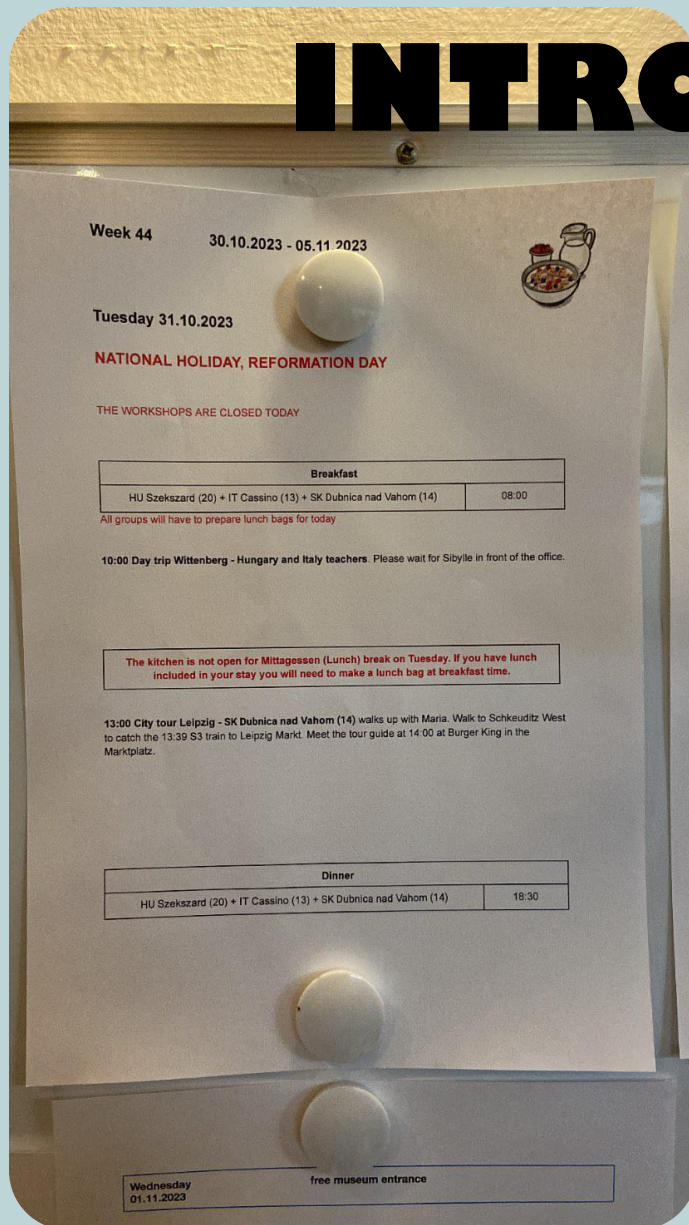 INTRO
Week 44 30.10.2023 - 05.11.2023
Tuesday 31.10.2023
NATIONAL HOLIDAY, REFORMATION DAY
THE WORKSHOPS ARE CLOSED TODAY
Breakfast
HU Szekszard (20) + IT Cassino (13) + SK Dubnica nad Vahom (14) 08:00
All groups will have to prepare lunch bags for today
10:00 Day trip Wittenberg - Hungary and Italy teachers. Please wait for Sibylle in front of the office.
The kitchen is not open for Mittagessen (Lunch) break on Tuesday. If you have lunch
included in your stay you will need to make a lunch bag at breakfast time.
13:00 City tour Leipzig - SK Dubnica nad Vahom (14) walks up with Maria. Walk to Schkeuditz West
to catch the 13:39 S3 train to Leipzig Markt. Meet the tour guide at 14:00 at Burger King in the
Marktplatz.
Dinner
HU Szekszard (20) + IT Cassino (13) + SK Dubnica nad Vahom (14) 18:30
Wednesday free museum entrance
01.11.2023